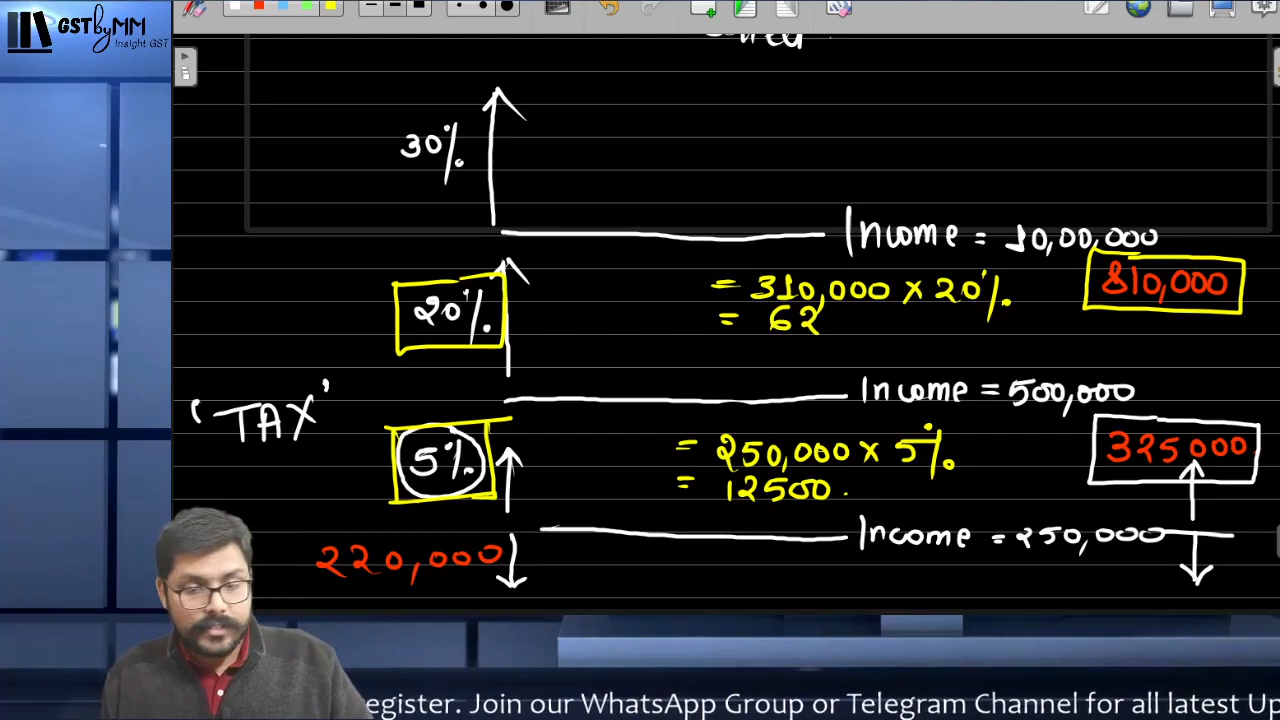 GSTbyMM
Insight GST
30%
Income = 10,00,000
810,000
= 310,000 × 20%.
= 62
20%.
Income = 500,000
'TAX'
5%.
= 250,000 × 5%.
= 12500.
325000
Income = 250,000
220,000
egister. Join our WhatsApp Group or Telegram Channel for all latest Up